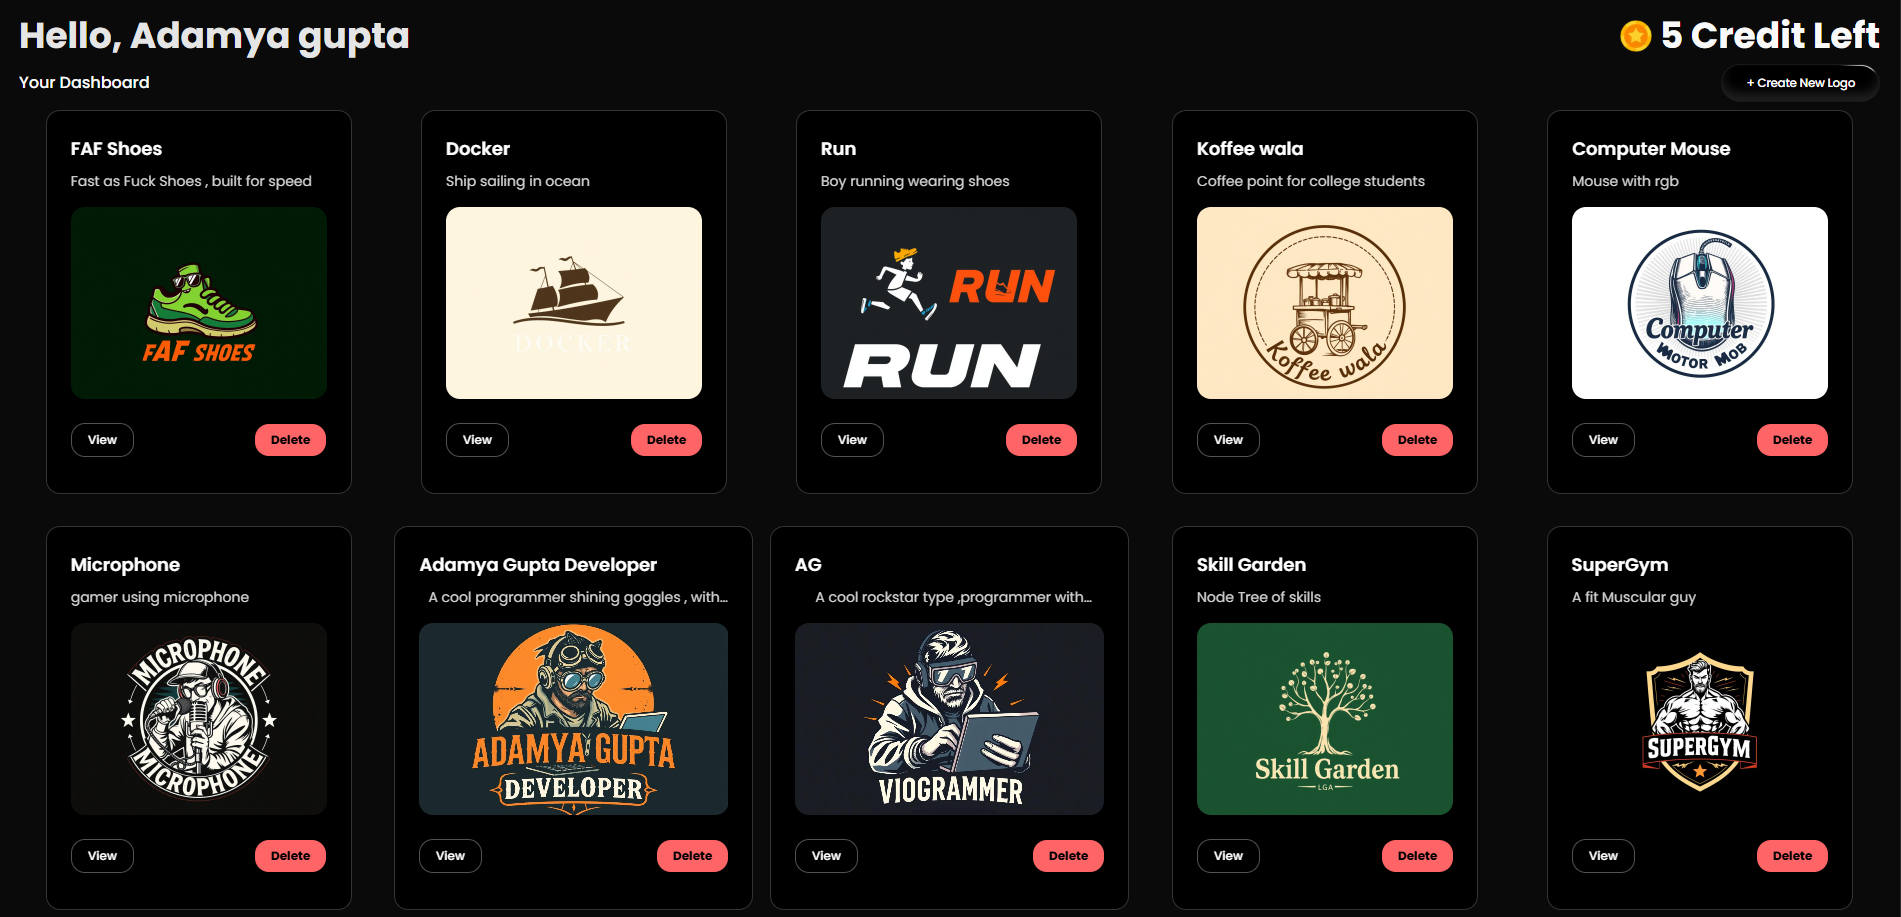 Hello, Adamya gupta
5 Credit Left
Your Dashboard
+ Create New Logo
FAF Shoes
Fast as Fuck Shoes , built for speed
FAF SHOES
View
Delete
Docker
Ship sailing in ocean
DOCKER
View
Delete
Run
Boy running wearing shoes
RUN
RUN
View
Delete
Koffee wala
Coffee point for college students
Koffee wala
View
Delete
Computer Mouse
Mouse with rgb
Computer
MOTOR MOB
View
Delete
Microphone
gamer using microphone
MICROPHONE
MICROPHONE
View
Delete
Adamya Gupta Developer
A cool programmer shining goggles , with...
ADAMYA GUPTA
DEVELOPER
View
Delete
AG
A cool rockstar type ,programmer with...
VIOGRAMMER
View
Delete
Skill Garden
Node Tree of skills
Skill Garden
LGA
View
Delete
SuperGym
A fit Muscular guy
SUPERGYM
View
Delete